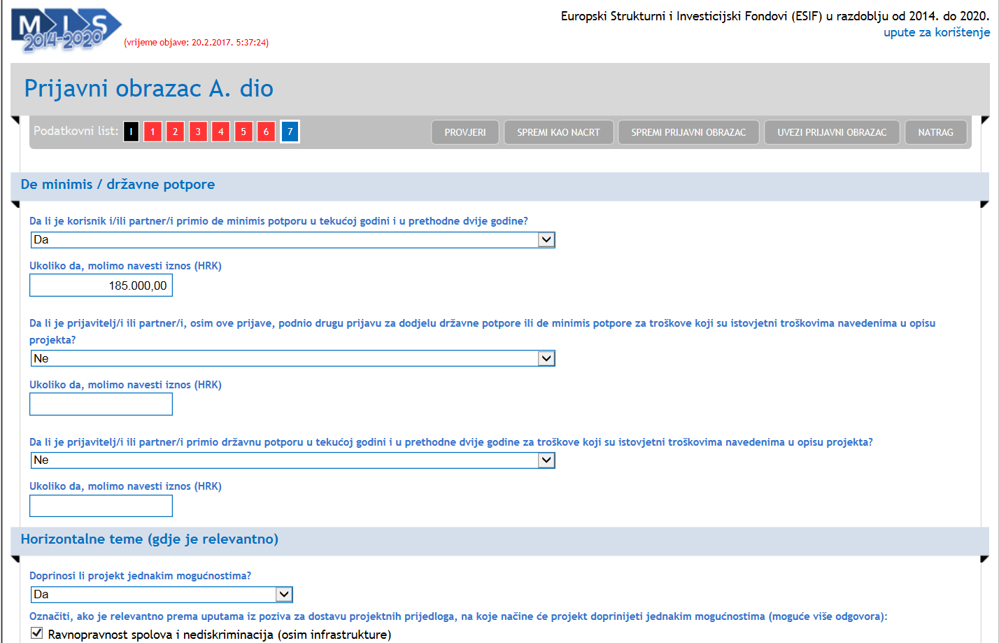 MIS
2014-2020
(vrijeme objave: 20.2.2017. 5:37:24)
Europski Strukturni i Investicijski Fondovi (ESIF) u razdoblju od 2014. do 2020.
upute za korištenje
Prijavni obrazac A. dio
Podatkovni list: I 1 2 3 4 5 6 7 PROVJERI SPREMI KAO NACRT SPREMI PRIJAVNI OBRAZAC UVEZI PRIJAVNI OBRAZAC NATRAG
De minimis / državne potpore
Da li je korisnik i/ili partner/i primio de minimis potporu u tekućoj godini i u prethodne dvije godine?
Da
Ukoliko da, molimo navesti iznos (HRK)
185.000,00
Da li je prijavitelj/i ili partner/i, osim ove prijave, podnio drugu prijavu za dodjelu državne potpore ili de minimis potpore za troškove koji su istovjetni troškovima navedenima u opisu
projekta?
Ne
Ukoliko da, molimo navesti iznos (HRK)
Da li je prijavitelj/i ili partner/i primio državnu potporu u tekućoj godini i u prethodne dvije godine za troškove koji su istovjetni troškovima navedenima u opisu projekta?
Ne
Ukoliko da, molimo navesti iznos (HRK)
Horizontalne teme (gdje je relevantno)
Doprinosi li projekt jednakim mogućnostima?
Da
Označiti, ako je relevantno prema uputama iz poziva za dostavu projektnih prijedloga, na koje načine će projekt doprinijeti jednakim mogućnostima (moguće više odgovora):
Ravnopravnost spolova i nediskriminacija (osim infrastrukture)